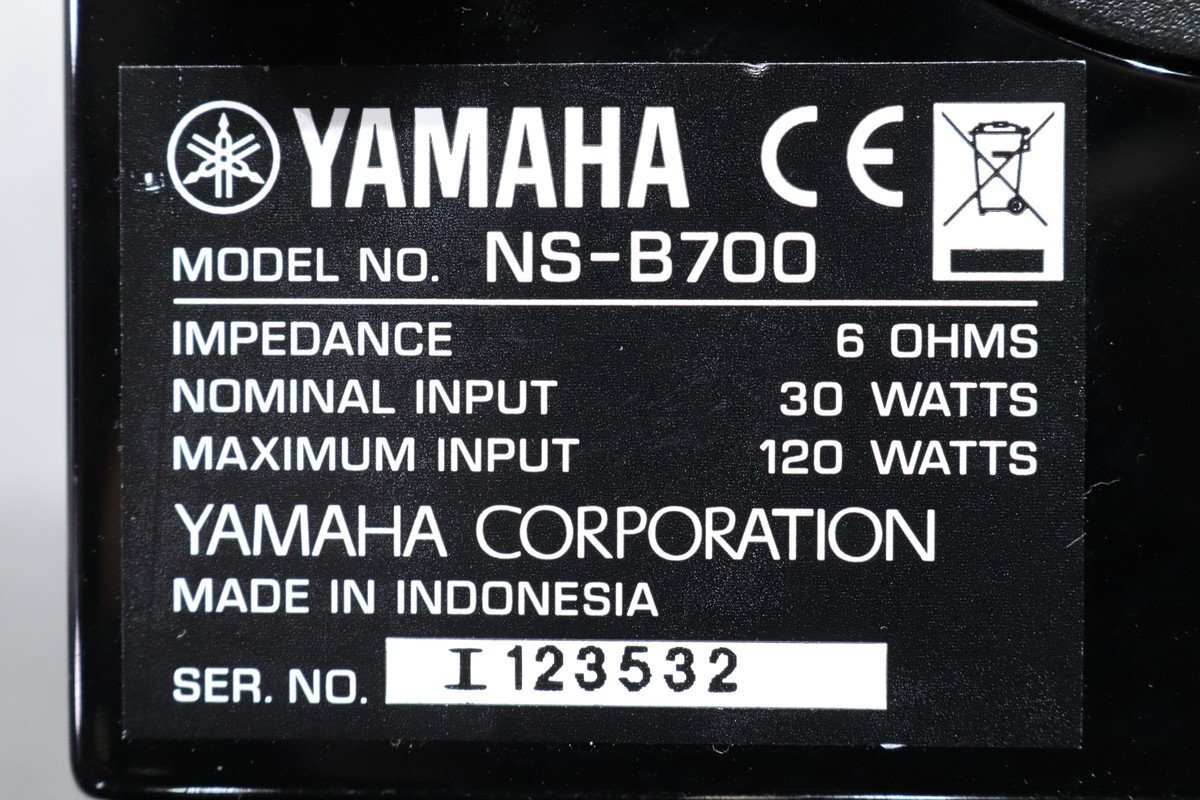 YAMAHA CE
MODEL NO. NS-B700
IMPEDANCE 6 OHMS
NOMINAL INPUT 30 WATTS
MAXIMUM INPUT 120 WATTS
YAMAHA CORPORATION
MADE IN INDONESIA
SER. NO. I 123532